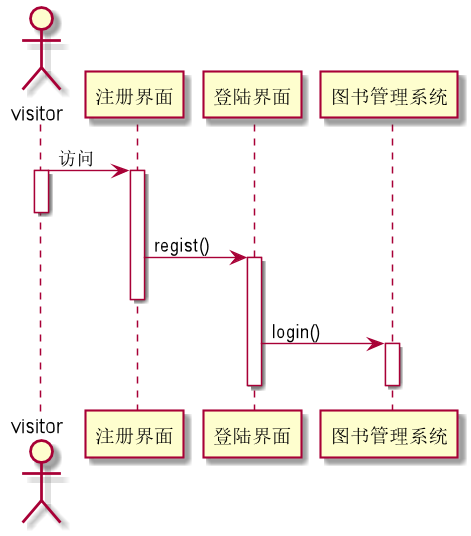 visitor
注册界面
登陆界面
图书管理系统
访问
regist()
login()
visitor
注册界面
登陆界面
图书管理系统